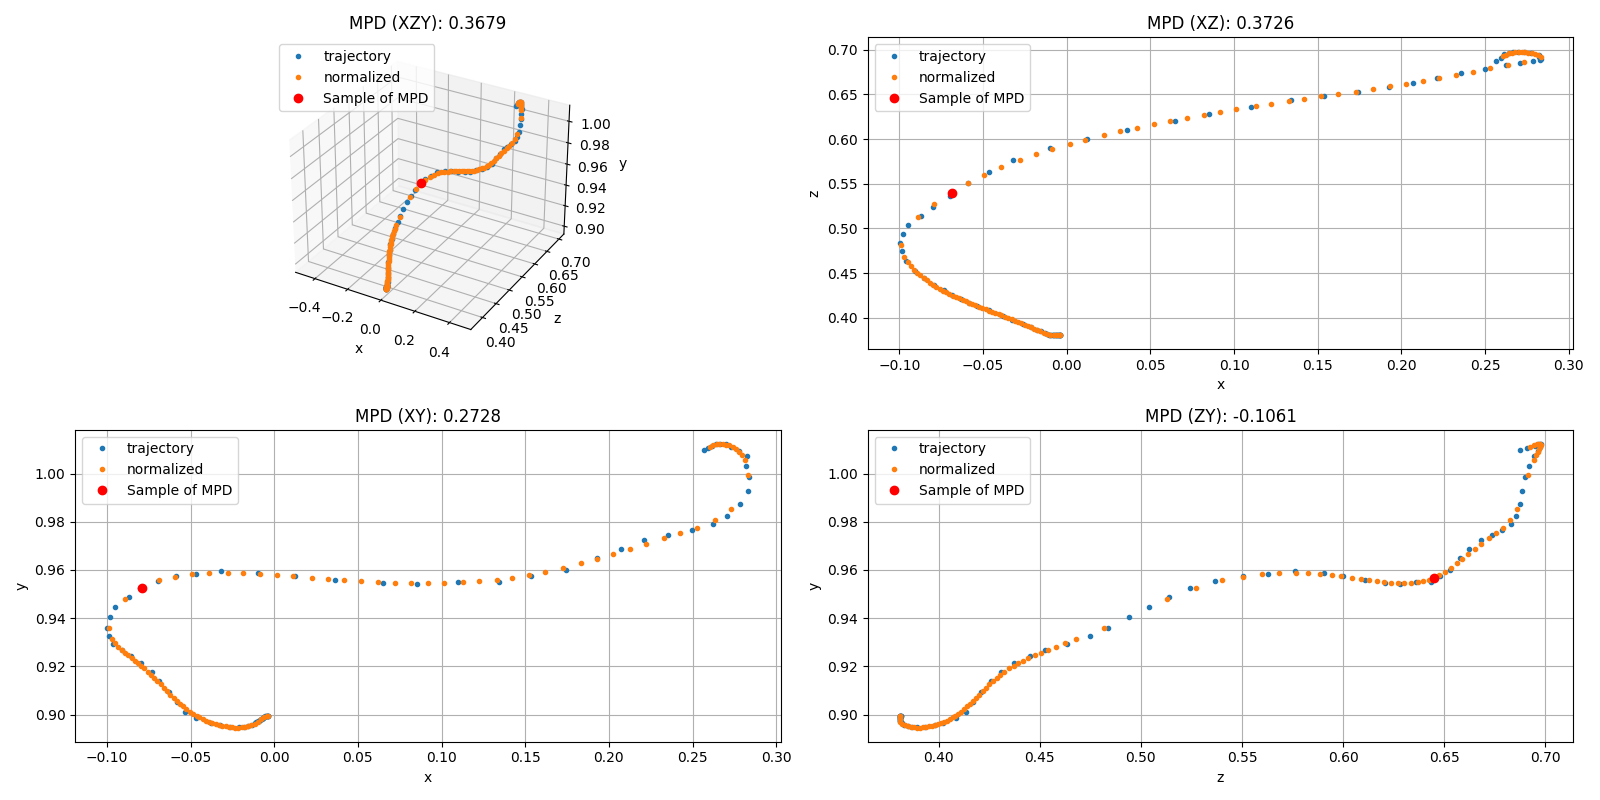 MPD (XZY): 0.3679
trajectory
normalized
Sample of MPD
1.00
0.98
0.96
0.94
0.92
0.90
y
−0.4
−0.2
0.0
0.2
0.4
x
0.40
0.45
0.50
0.55
0.60
0.65
0.70
z
MPD (XZ): 0.3726
trajectory
normalized
Sample of MPD
0.70
0.65
0.60
0.55
0.50
0.45
0.40
z
−0.10 −0.05 0.00 0.05 0.10 0.15 0.20 0.25 0.30
x
MPD (XY): 0.2728
trajectory
normalized
Sample of MPD
1.00
0.98
0.96
0.94
0.92
0.90
y
−0.10 −0.05 0.00 0.05 0.10 0.15 0.20 0.25 0.30
x
MPD (ZY): -0.1061
trajectory
normalized
Sample of MPD
1.00
0.98
0.96
0.94
0.92
0.90
y
0.40 0.45 0.50 0.55 0.60 0.65 0.70
z